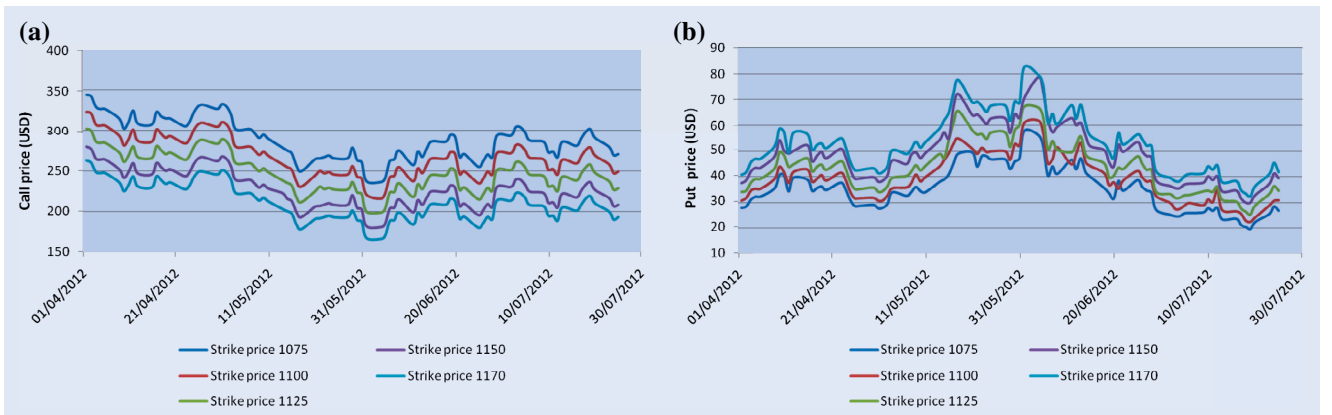 (a)
400
350
300
250
200
150
Call price (USD)
01/04/2012
21/04/2012
11/05/2012
31/05/2012
20/06/2012
10/07/2012
30/07/2012
Strike price 1075
Strike price 1150
Strike price 1100
Strike price 1170
Strike price 1125
(b)
90
80
70
60
50
40
30
20
10
Put price (USD)
01/04/2012
21/04/2012
11/05/2012
31/05/2012
20/06/2012
10/07/2012
30/07/2012
Strike price 1075
Strike price 1150
Strike price 1100
Strike price 1170
Strike price 1125